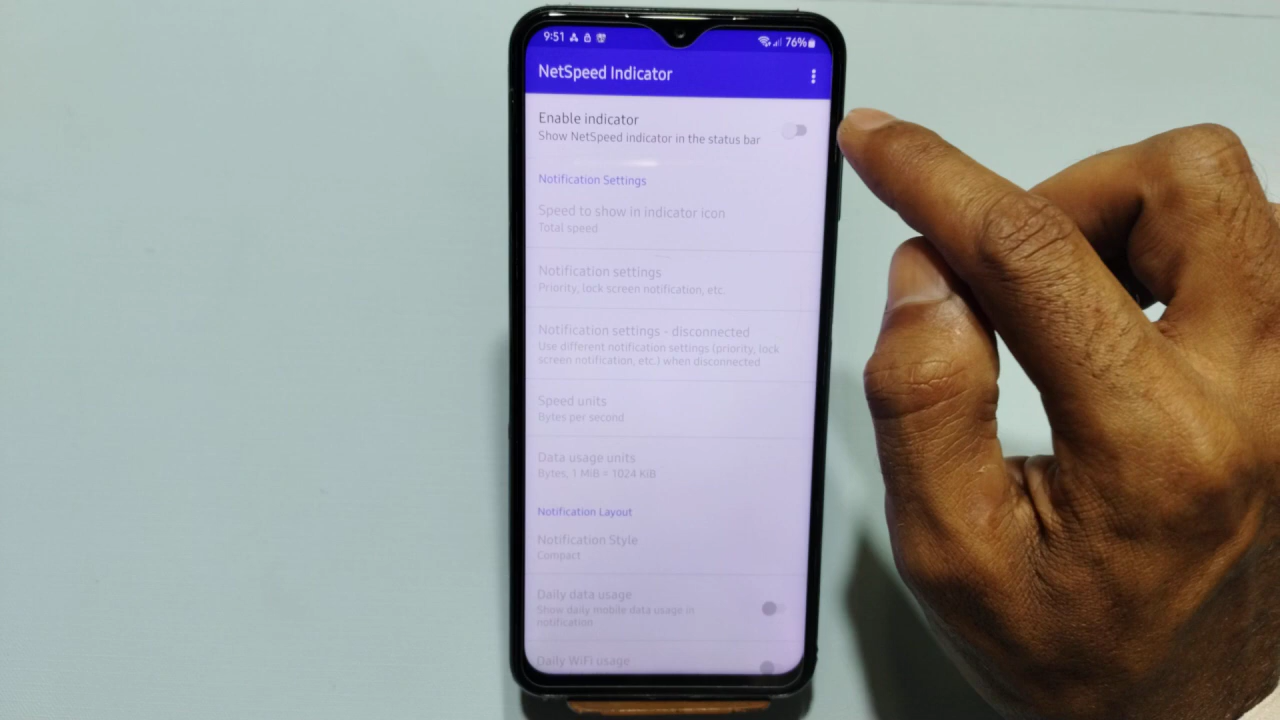 9:51 76%
NetSpeed Indicator
Enable indicator
Show NetSpeed indicator in the status bar
Notification Settings
Speed to show in indicator icon
Total speed
Notification settings
Priority, lock screen notification, etc.
Notification settings - disconnected
Use different notification settings (priority, lock
screen notification, etc.) when disconnected
Speed units
Bytes per second
Data usage units
Bytes, 1 MiB = 1024 KiB
Notification Layout
Notification Style
Compact
Daily data usage
Show daily mobile data usage in
notification
Daily WiFi usage